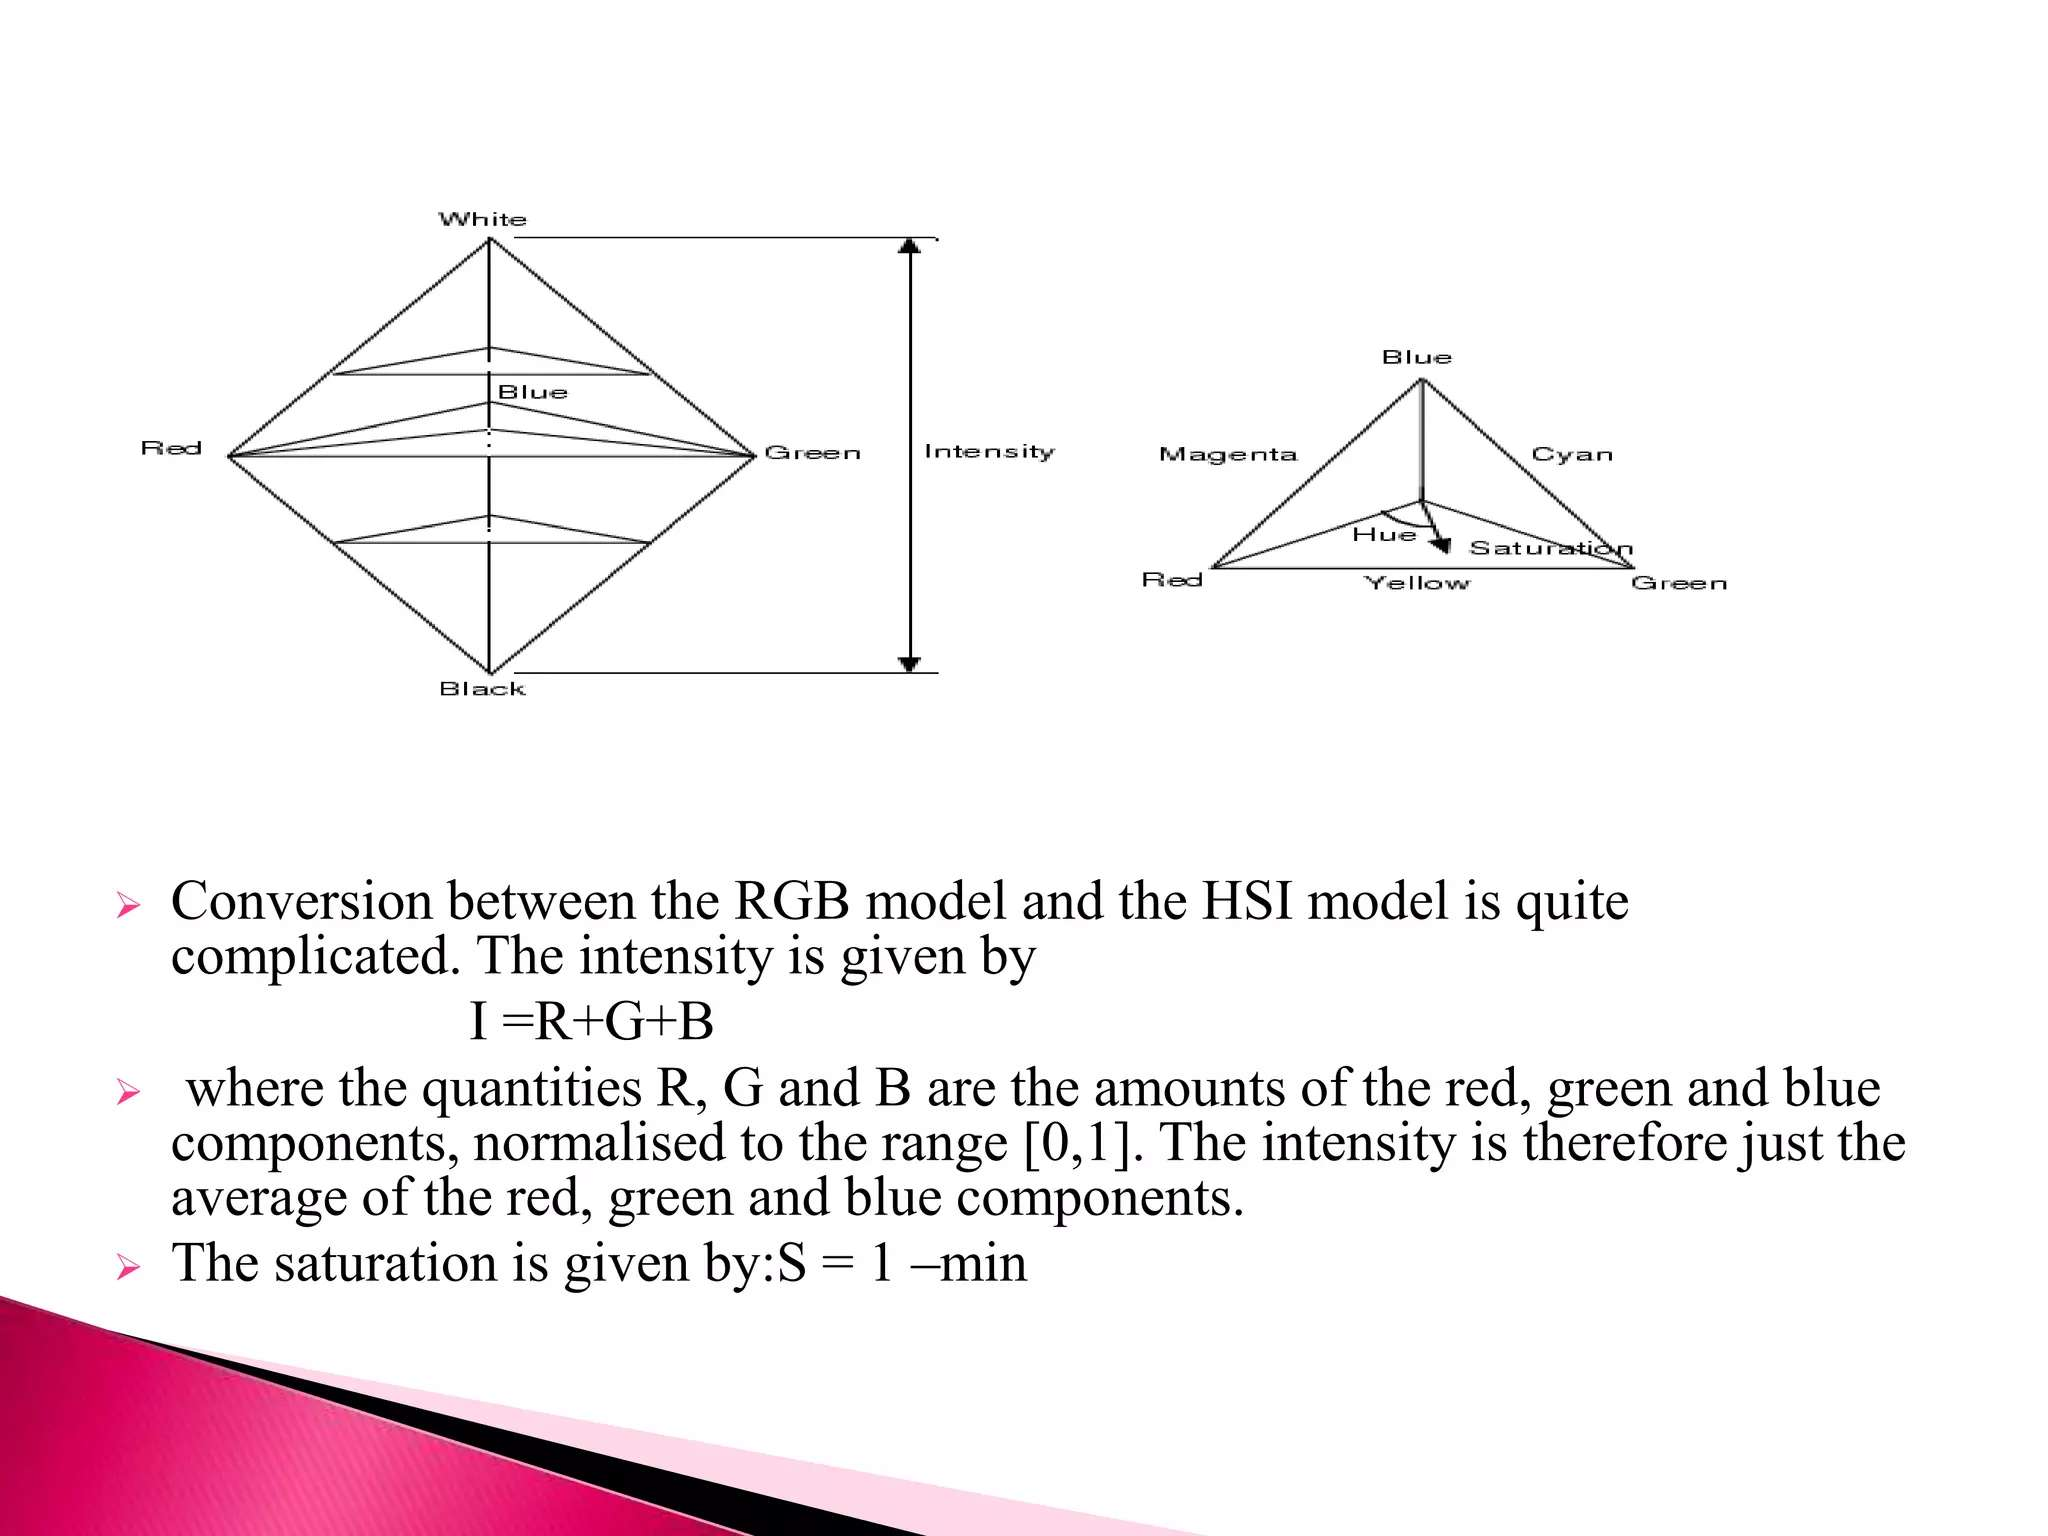 White
Blue
Red
Green
Intensity
Black
Blue
Magenta
Cyan
Hue
Saturation
Red
Yellow
Green
➢ Conversion between the RGB model and the HSI model is quite
complicated. The intensity is given by
I =R+G+B
➢ where the quantities R, G and B are the amounts of the red, green and blue
components, normalised to the range [0,1]. The intensity is therefore just the
average of the red, green and blue components.
➢ The saturation is given by:S = 1 –min